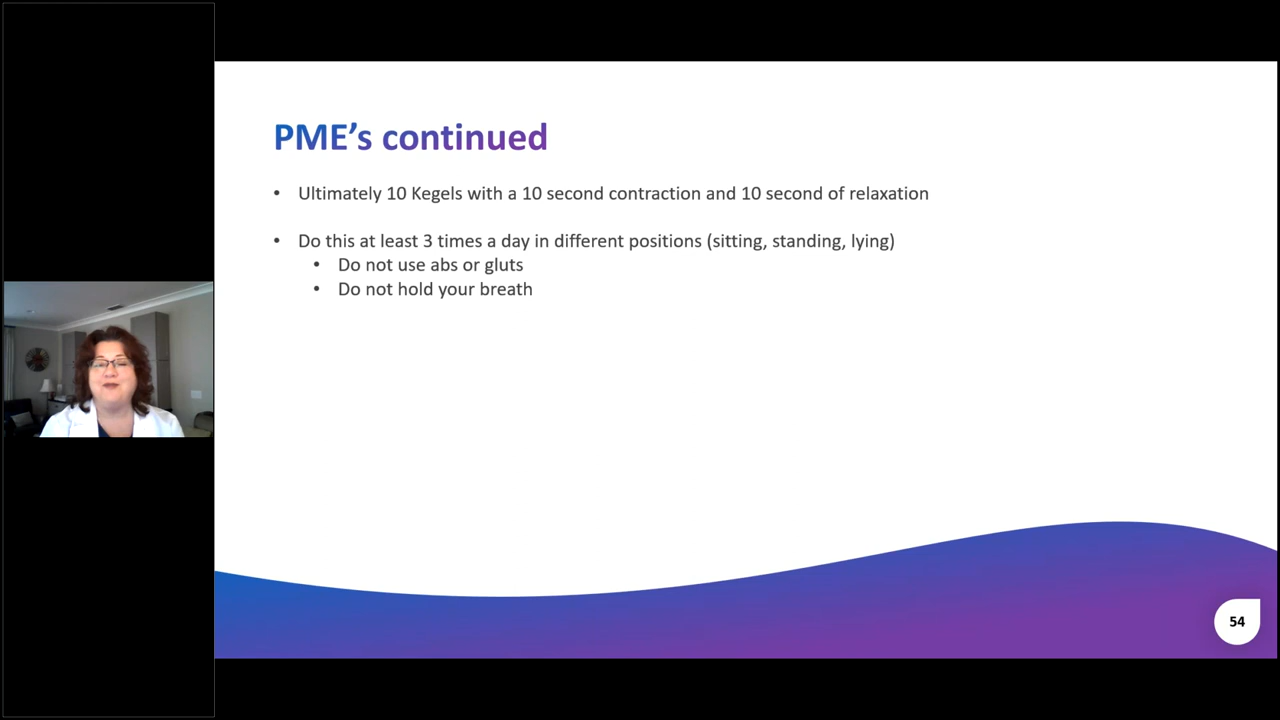 PME’s continued
• Ultimately 10 Kegels with a 10 second contraction and 10 second of relaxation
• Do this at least 3 times a day in different positions (sitting, standing, lying)
• Do not use abs or gluts
• Do not hold your breath
54